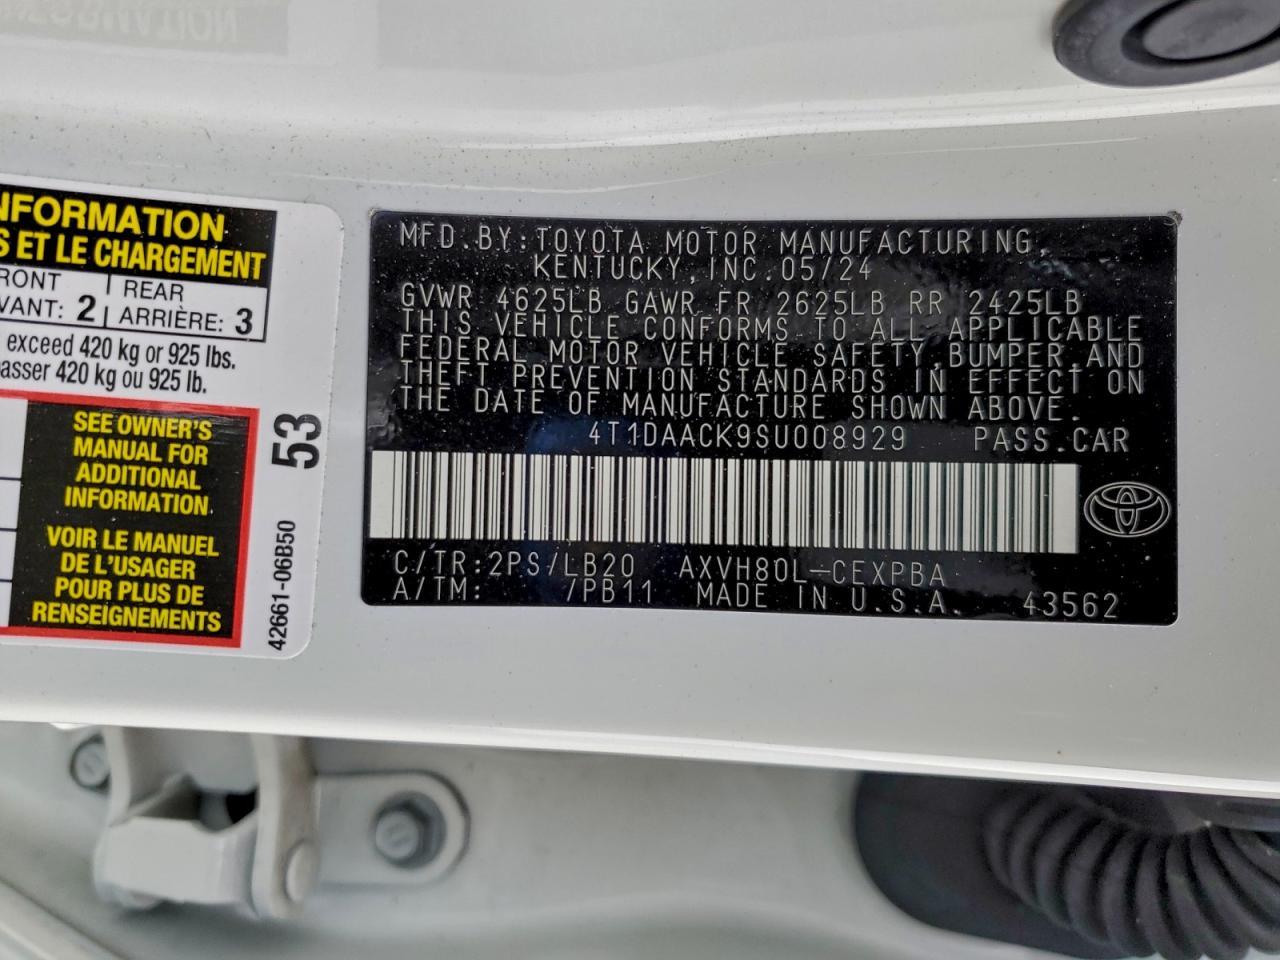 NFORMATION
S ET LE CHARGEMENT
RONT
VANT: 2
REAR
ARRIÈRE: 3
exceed 420 kg or 925 lbs.
asser 420 kg ou 925 lb.
SEE OWNER'S
MANUAL FOR
ADDITIONAL
INFORMATION
VOIR LE MANUEL
DE L'USAGER
POUR PLUS DE
RENSEIGNEMENTS
53
42661-06B50
MFD.BY:TOYOTA MOTOR MANUFACTURING,
KENTUCKY,INC.05/24
GVWR 4625LB GAWR FR 2625LB RR 2425LB
THIS VEHICLE CONFORMS TO ALL APPLICABLE
FEDERAL MOTOR VEHICLE SAFETY,BUMPER,AND
THEFT PREVENTION STANDARDS IN EFFECT ON
THE DATE OF MANUFACTURE SHOWN ABOVE.
4T1DAACK9SU008929 PASS.CAR
C/TR:2PS/LB20 AXVH80L-CEXPBA
A/TM: 7PB11 MADE IN U.S.A. 43562